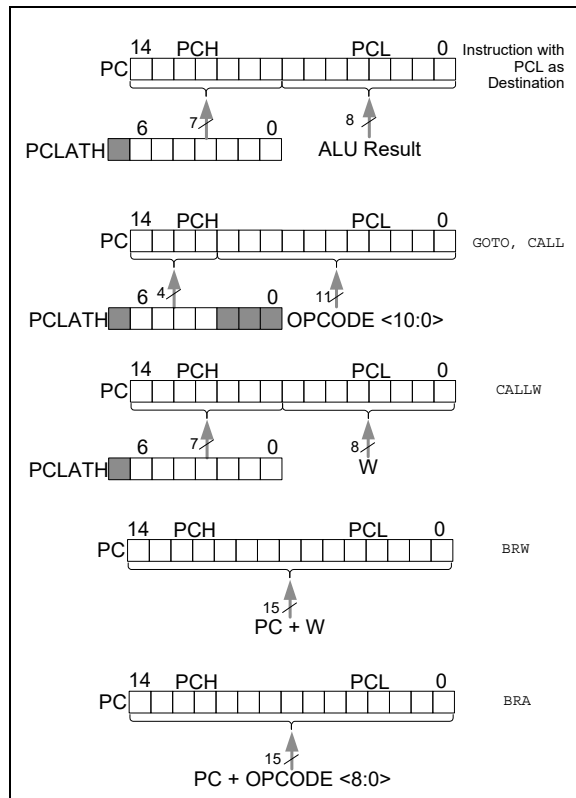 14 PCH PCL 0
PC
Instruction with
PCL as
Destination
7 8
6 0
PCLATH
ALU Result
14 PCH PCL 0
PC
GOTO, CALL
4 11
6 0
PCLATH
OPCODE <10:0>
14 PCH PCL 0
PC
CALLW
7 8
6 0
W
PCLATH
14 PCH PCL 0
PC
BRW
15
PC + W
14 PCH PCL 0
PC
BRA
15
PC + OPCODE <8:0>